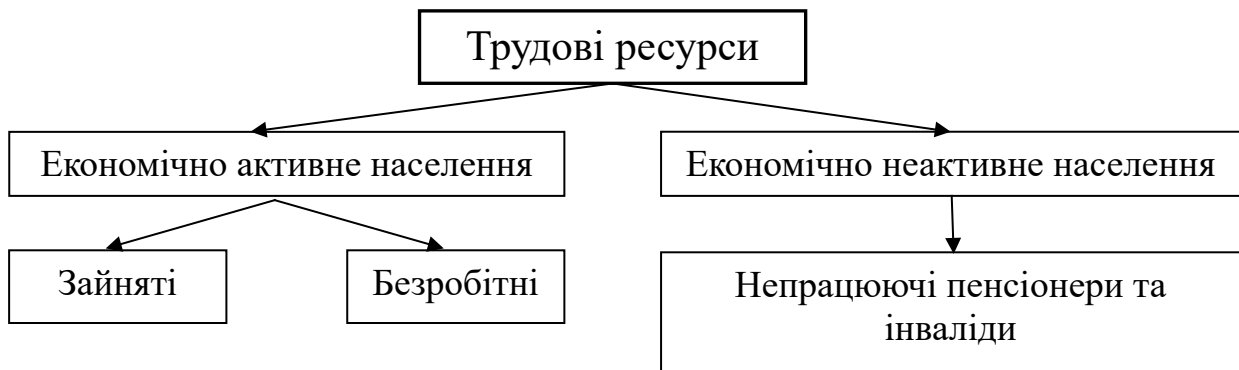 Трудові ресурси
Економічно активне населення
Економічно неактивне населення
Зайняті
Безробітні
Непрацюючі пенсіонери та
інваліди